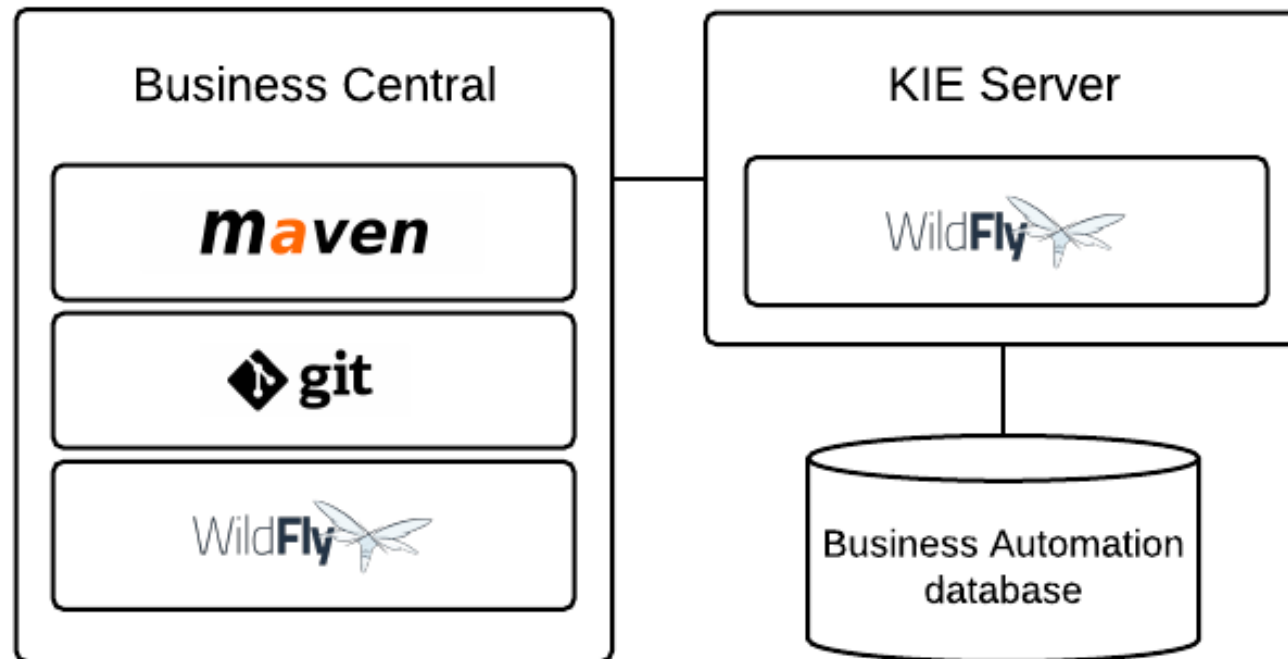 Business Central
maven
git
WildFly
KIE Server
WildFly
Business Automation
database